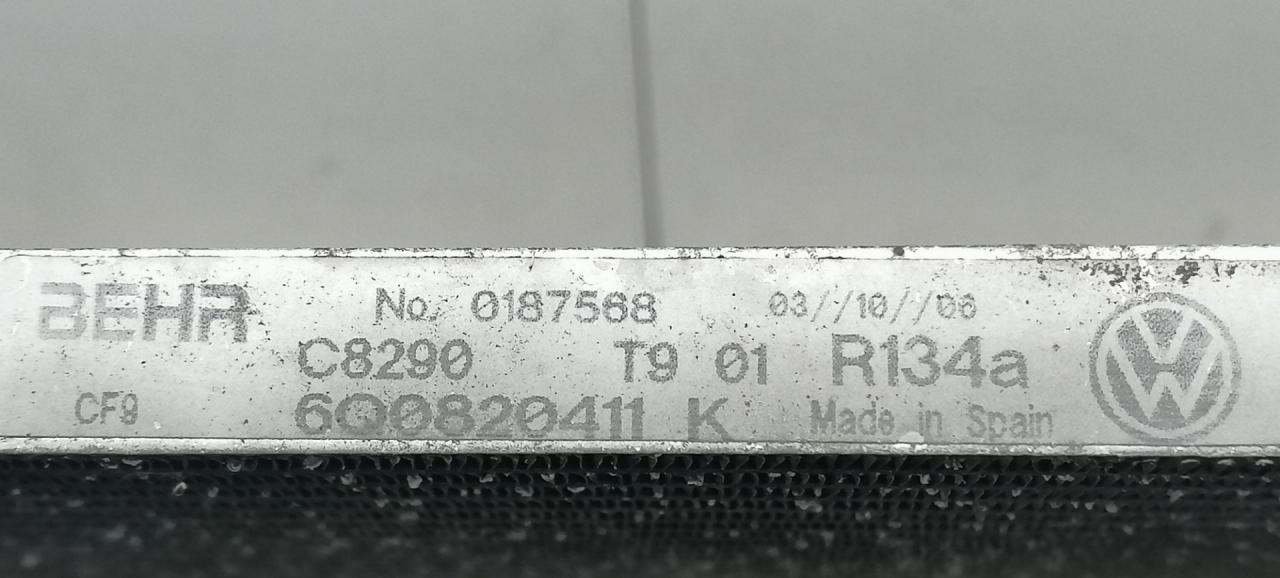 BEHR No. 0187568 03//10//06
C8290 T9 01 R134a
CF9 6Q0820411 K Made in Spain